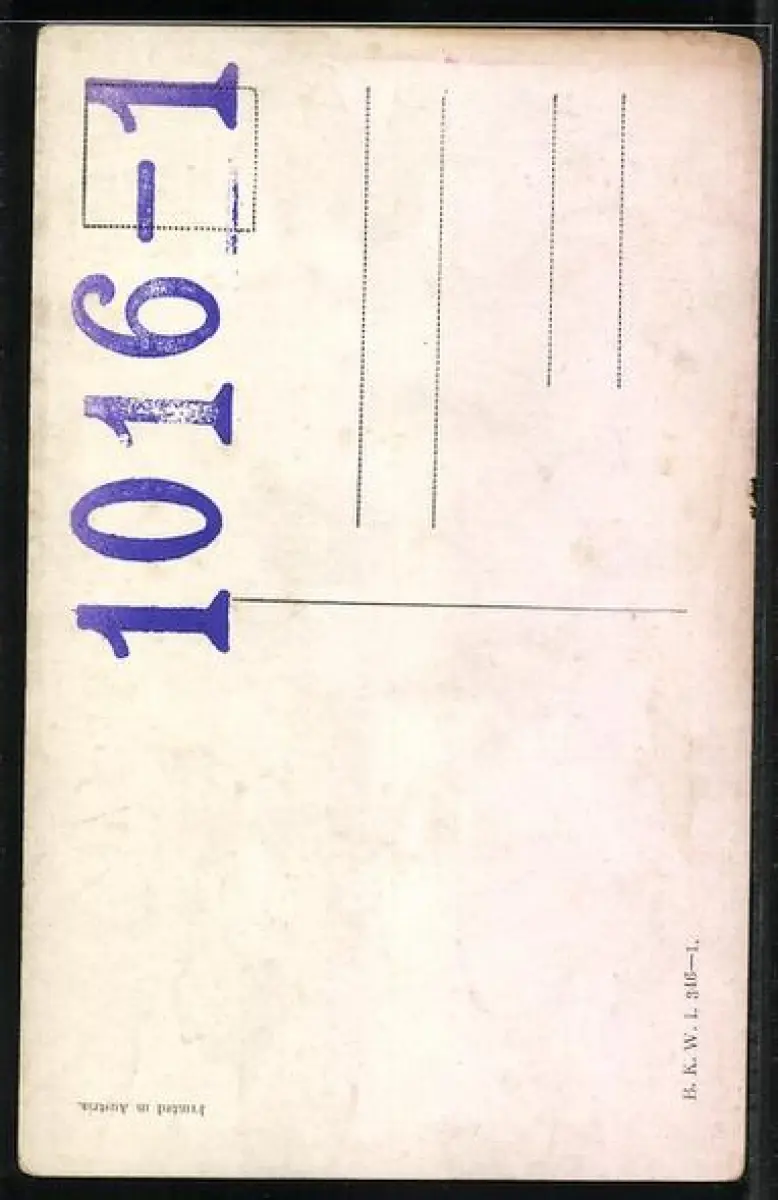 1016-1
B. K. W. I. 346—1.
Printed in Austria.